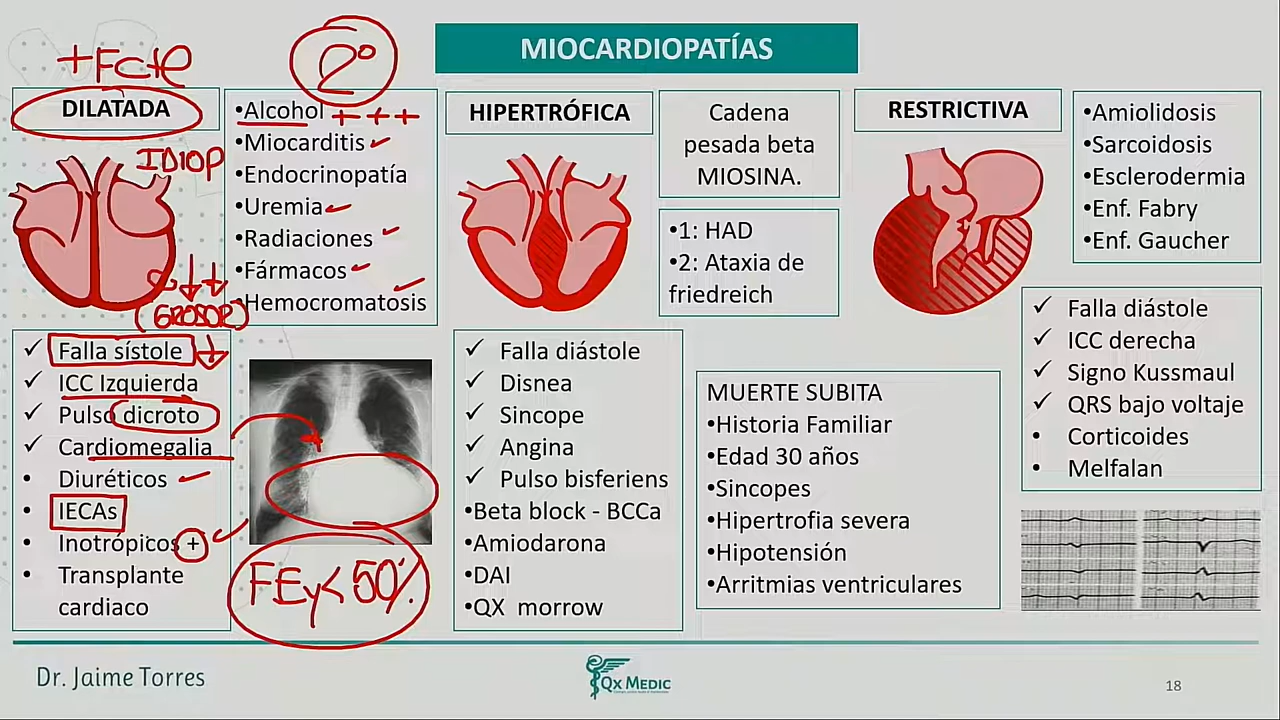 MIOCARDIOPATÍAS
+Fcte
2°
DILATADA
IDIOP
(GROSOR)
•Alcohol +++
•Miocarditis
•Endocrinopatía
•Uremia
•Radiaciones
•Fármacos
•Hemocromatosis
✓ Falla sístole
✓ ICC Izquierda
✓ Pulso dicroto
✓ Cardiomegalia
• Diuréticos
• IECAs
• Inotrópicos +
• Transplante
cardiaco
FEy<50%
HIPERTRÓFICA
Cadena
pesada beta
MIOSINA.
•1: HAD
•2: Ataxia de
friedreich
✓ Falla diástole
✓ Disnea
✓ Sincope
✓ Angina
✓ Pulso bisferiens
•Beta block - BCCa
•Amiodarona
•DAI
•QX morrow
MUERTE SUBITA
•Historia Familiar
•Edad 30 años
•Sincopes
•Hipertrofia severa
•Hipotensión
•Arritmias ventriculares
RESTRICTIVA
•Amiolidosis
•Sarcoidosis
•Esclerodermia
•Enf. Fabry
•Enf. Gaucher
✓ Falla diástole
✓ ICC derecha
✓ Signo Kussmaul
✓ QRS bajo voltaje
• Corticoides
• Melfalan
Dr. Jaime Torres
QX MEDIC
18